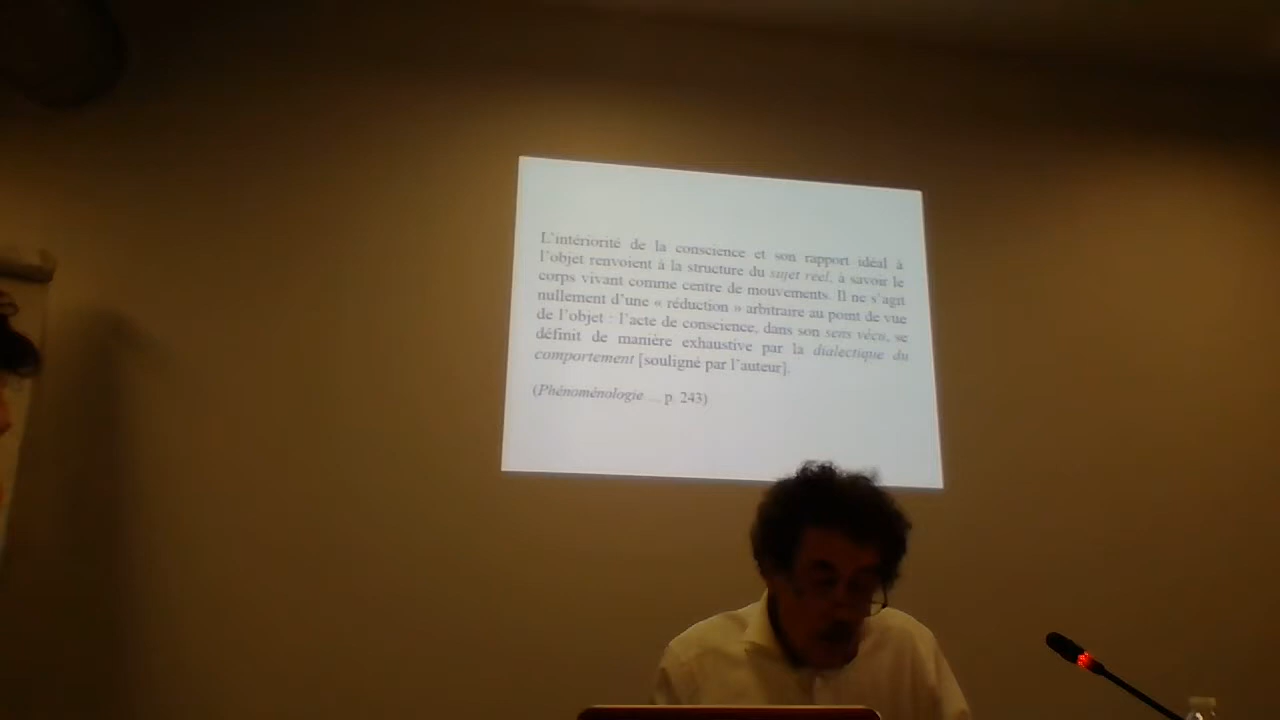 L'intériorité de la conscience et son rapport idéal à
l'objet renvoient à la structure du sujet réel, à savoir le
corps vivant comme centre de mouvements. Il ne s'agit
nullement d'une « réduction » arbitraire au point de vue
de l'objet : l'acte de conscience, dans son sens vécu, se
définit de manière exhaustive par la dialectique du
comportement [souligné par l'auteur].
(Phénoménologie ... p. 243)